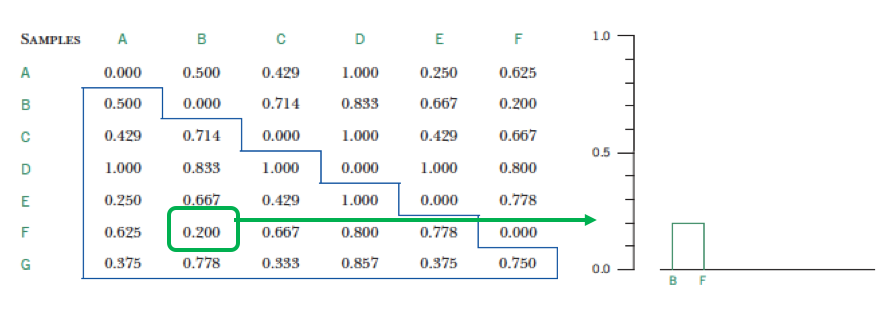 SAMPLES A B C D E F
A 0.000 0.500 0.429 1.000 0.250 0.625
B 0.500 0.000 0.714 0.833 0.667 0.200
C 0.429 0.714 0.000 1.000 0.429 0.667
D 1.000 0.833 1.000 0.000 1.000 0.800
E 0.250 0.667 0.429 1.000 0.000 0.778
F 0.625 0.200 0.667 0.800 0.778 0.000
G 0.375 0.778 0.333 0.857 0.375 0.750
1.0
0.5
0.0
B F